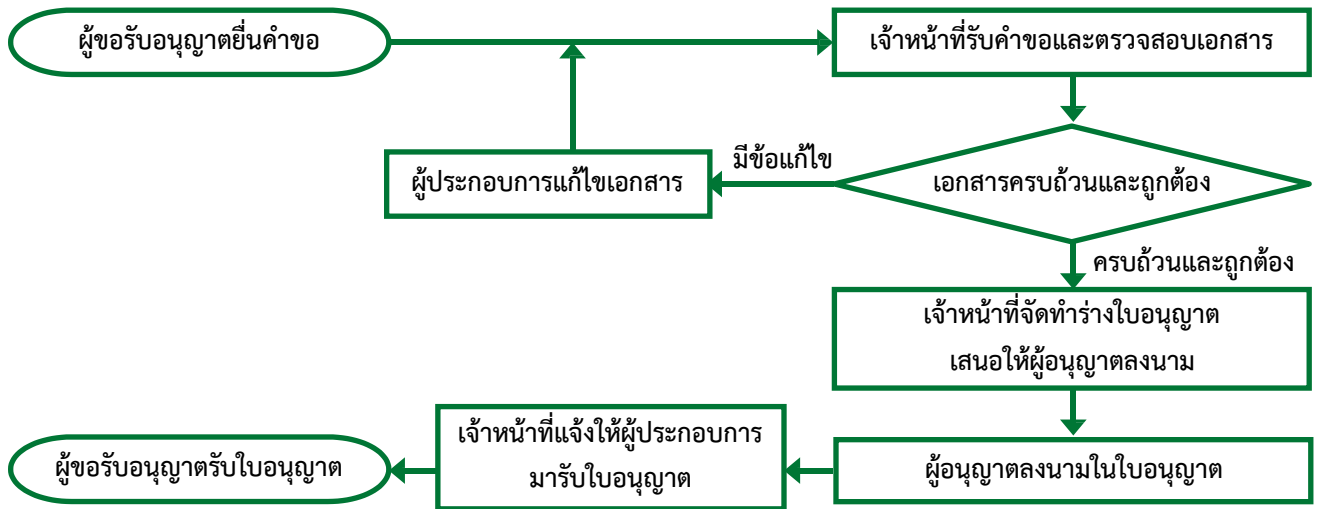 ผู้ขอรับอนุญาตยื่นคำขอ
เจ้าหน้าที่รับคำขอและตรวจสอบเอกสาร
มีข้อแก้ไข
ผู้ประกอบการแก้ไขเอกสาร
เอกสารครบถ้วนและถูกต้อง
ครบถ้วนและถูกต้อง
เจ้าหน้าที่จัดทำร่างใบอนุญาต
เสนอให้ผู้อนุญาตลงนาม
เจ้าหน้าที่แจ้งให้ผู้ประกอบการ
มารับใบอนุญาต
ผู้ขอรับอนุญาตรับใบอนุญาต
ผู้อนุญาตลงนามในใบอนุญาต